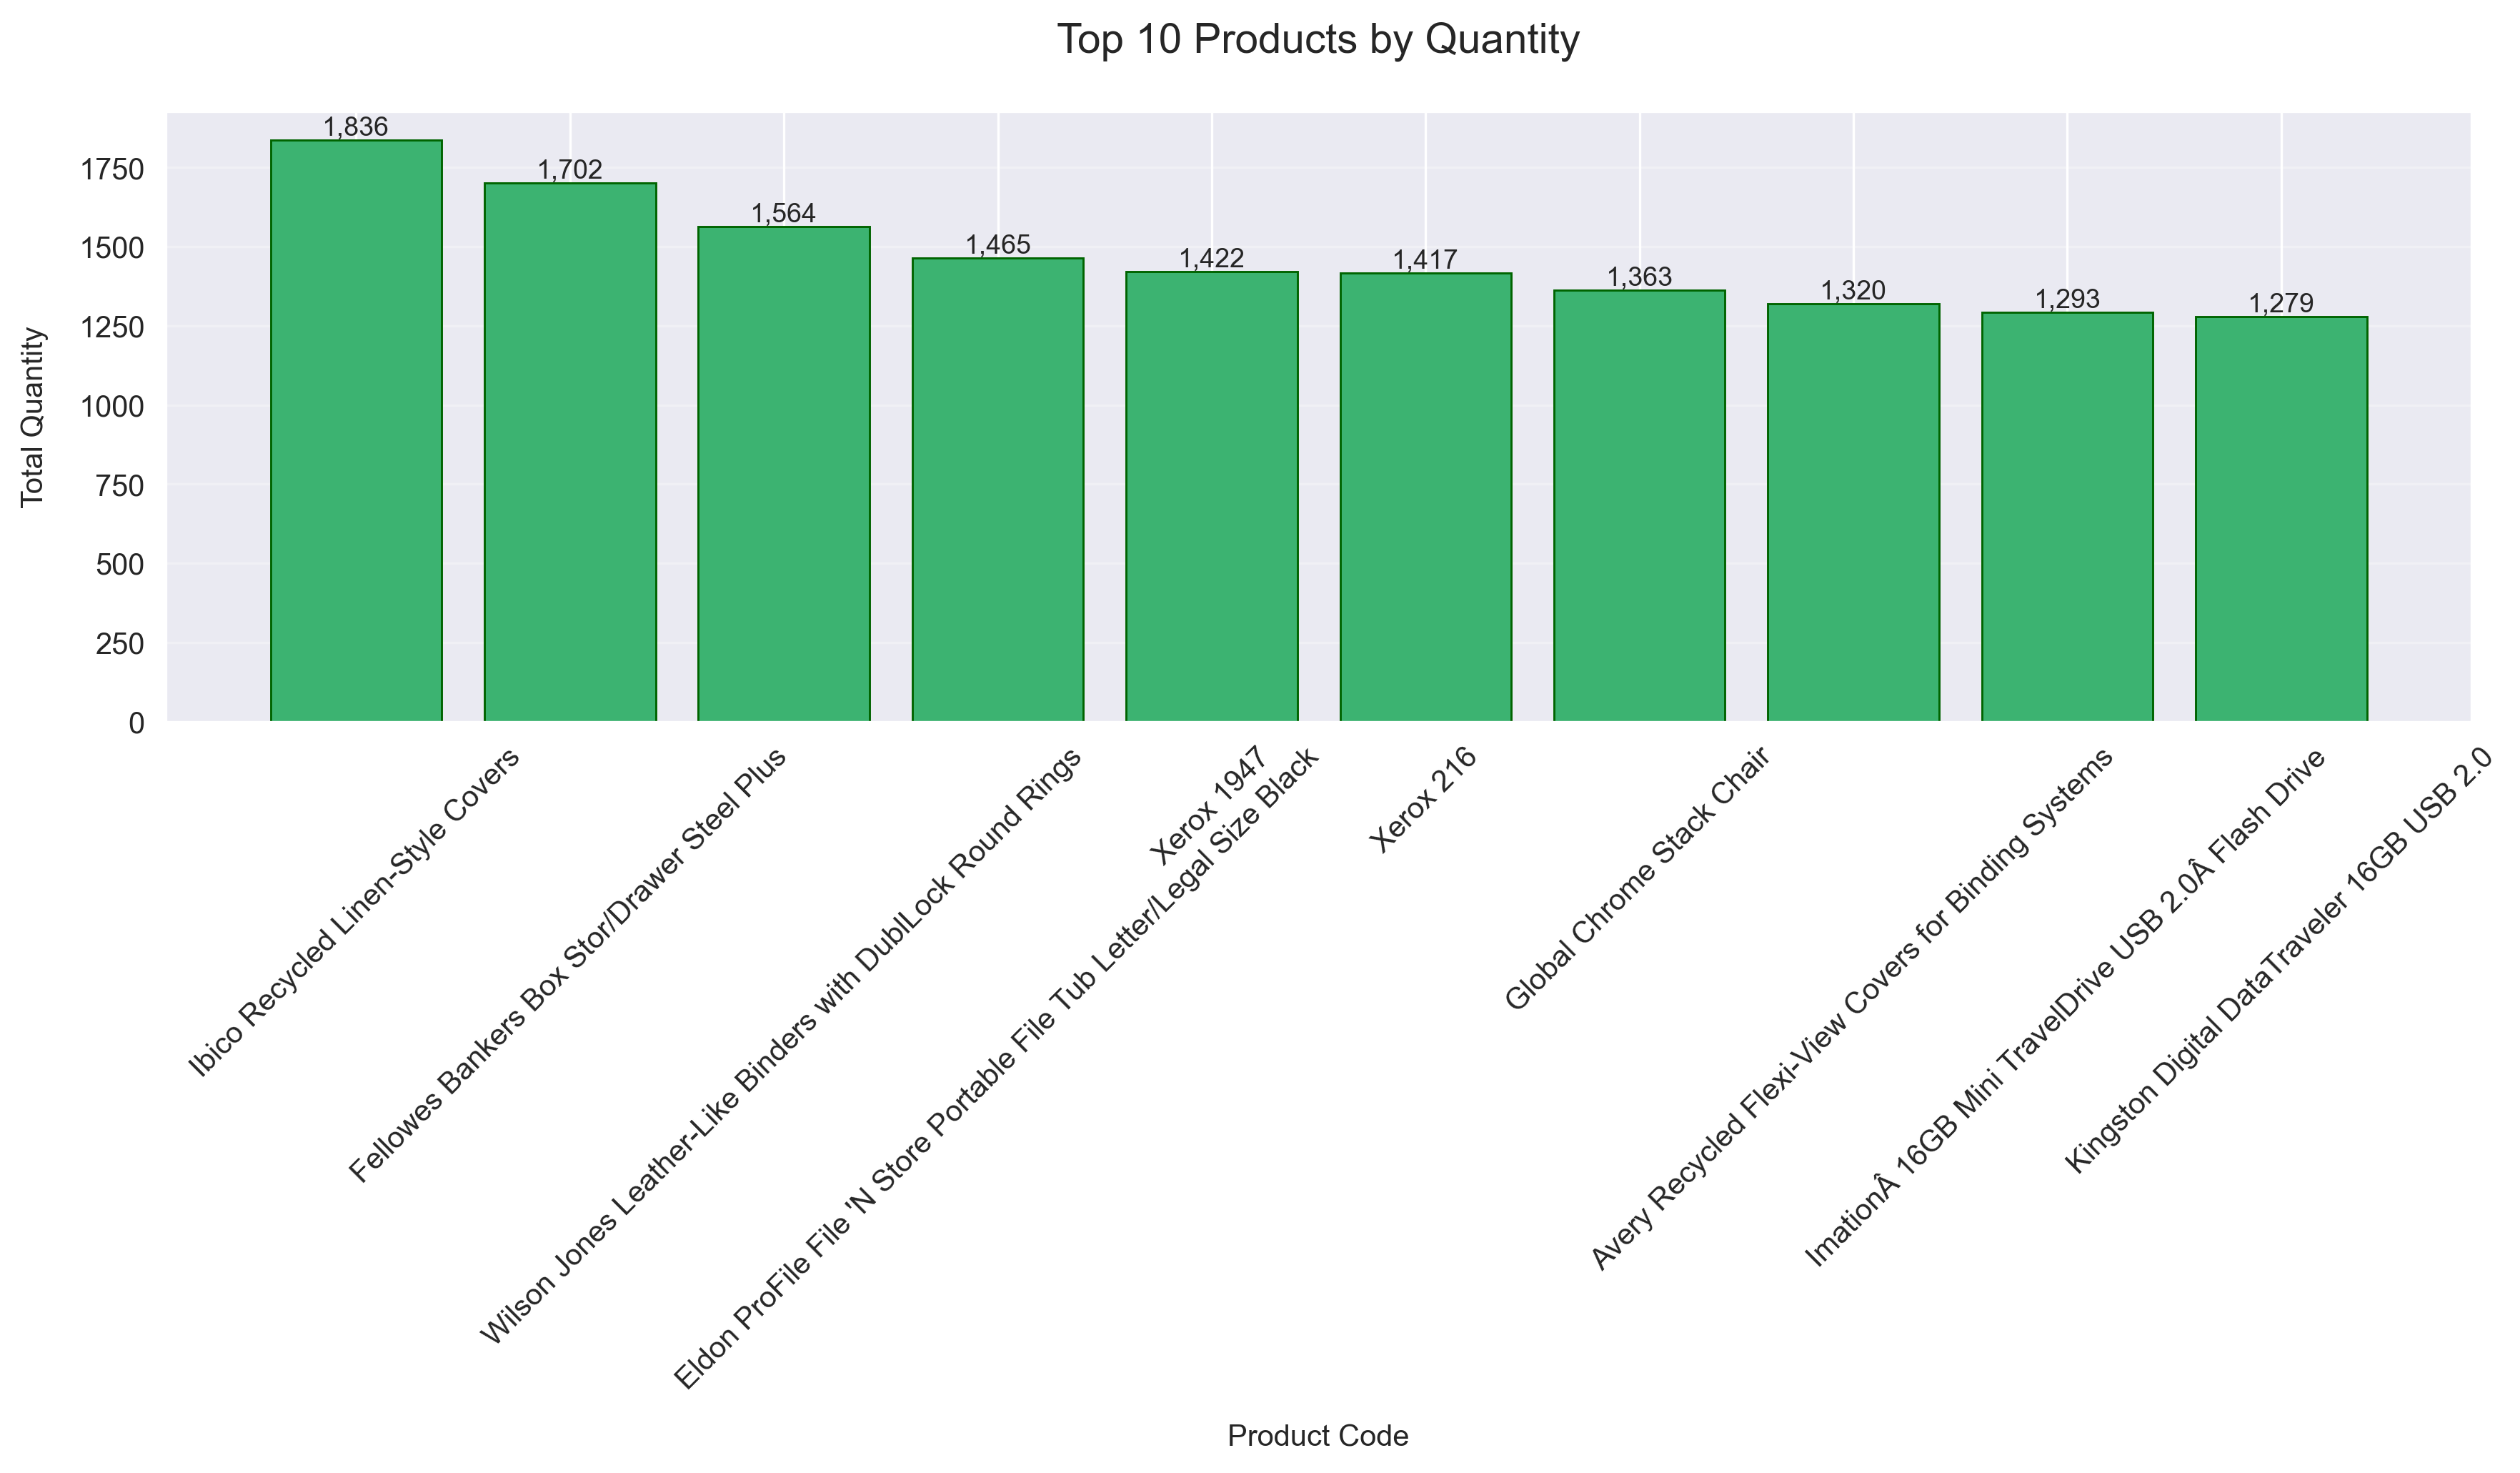 Top 10 Products by Quantity
Total Quantity
1750
1500
1250
1000
750
500
250
0
1,836
1,702
1,564
1,465
1,422
1,417
1,363
1,320
1,293
1,279
Ibico Recycled Linen-Style Covers
Fellowes Bankers Box Stor/Drawer Steel Plus
Wilson Jones Leather-Like Binders with DublLock Round Rings
Eldon ProFile File 'N Store Portable File Tub Letter/Legal Size Black
Xerox 1947
Xerox 216
Global Chrome Stack Chair
Avery Recycled Flexi-View Covers for Binding Systems
ImationÂ 16GB Mini TravelDrive USB 2.0Â Flash Drive
Kingston Digital DataTraveler 16GB USB 2.0
Product Code